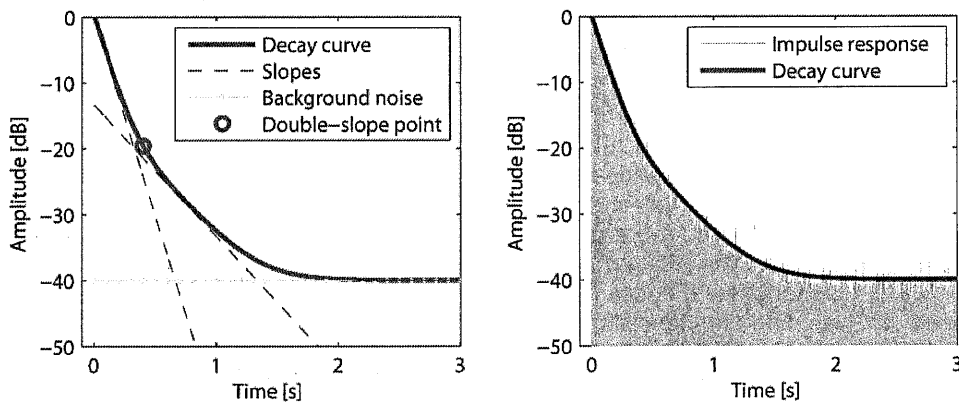 0
−10
−20
−30
−40
−50
Amplitude [dB]
Decay curve
Slopes
Background noise
Double−slope point
0
1
2
3
Time [s]
0
−10
−20
−30
−40
−50
Amplitude [dB]
Impulse response
Decay curve
0
1
2
3
Time [s]